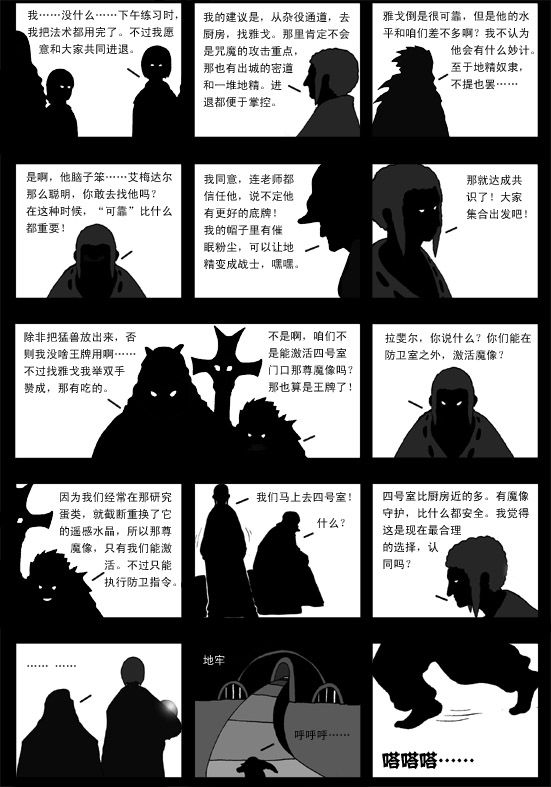 我……没什么……下午练习时，
我把法术都用完了。不过我愿
意和大家共同进退。
我的建议是，从杂役通道，去
厨房，找雅戈。那里肯定不会
是咒魔的攻击重点，
那也有出城的密道
和一堆地精。进
退都便于掌控。
雅戈倒是很可靠，但是他的水
平和咱们差不多啊？我不认为
他会有什么妙计。
至于地精奴隶，
不提也罢……
是啊，他脑子笨……艾梅达尔
那么聪明，你敢去找他吗？
在这种时候，“可靠”比什么
都重要！
我同意，连老师都
信任他，说不定他
有更好的底牌！
我的帽子里有催
眠粉尘，可以让地
精变成战士，嘿嘿。
那就达成共
识了！大家
集合出发吧！
除非把猛兽放出来，否
则我没啥王牌用啊……
不过找雅戈我举双手
赞成，那有吃的。
不是啊，咱们不
是能激活四号室
门口那尊魔像吗？
那也算是王牌了！
拉斐尔，你说什么？你们能在
防卫室之外，激活魔像？
因为我们经常在那研究
蛋类，就截断重换了它
的遥感水晶，所以那尊
魔像，只有我们能激
活。不过只能
执行防卫指令。
我们马上去四号室！
什么？
四号室比厨房近的多。有魔像
守护，比什么都安全。我觉得
这是现在最合理
的选择，认
同吗？
…… ……
地牢
呼呼呼……
嗒嗒嗒……